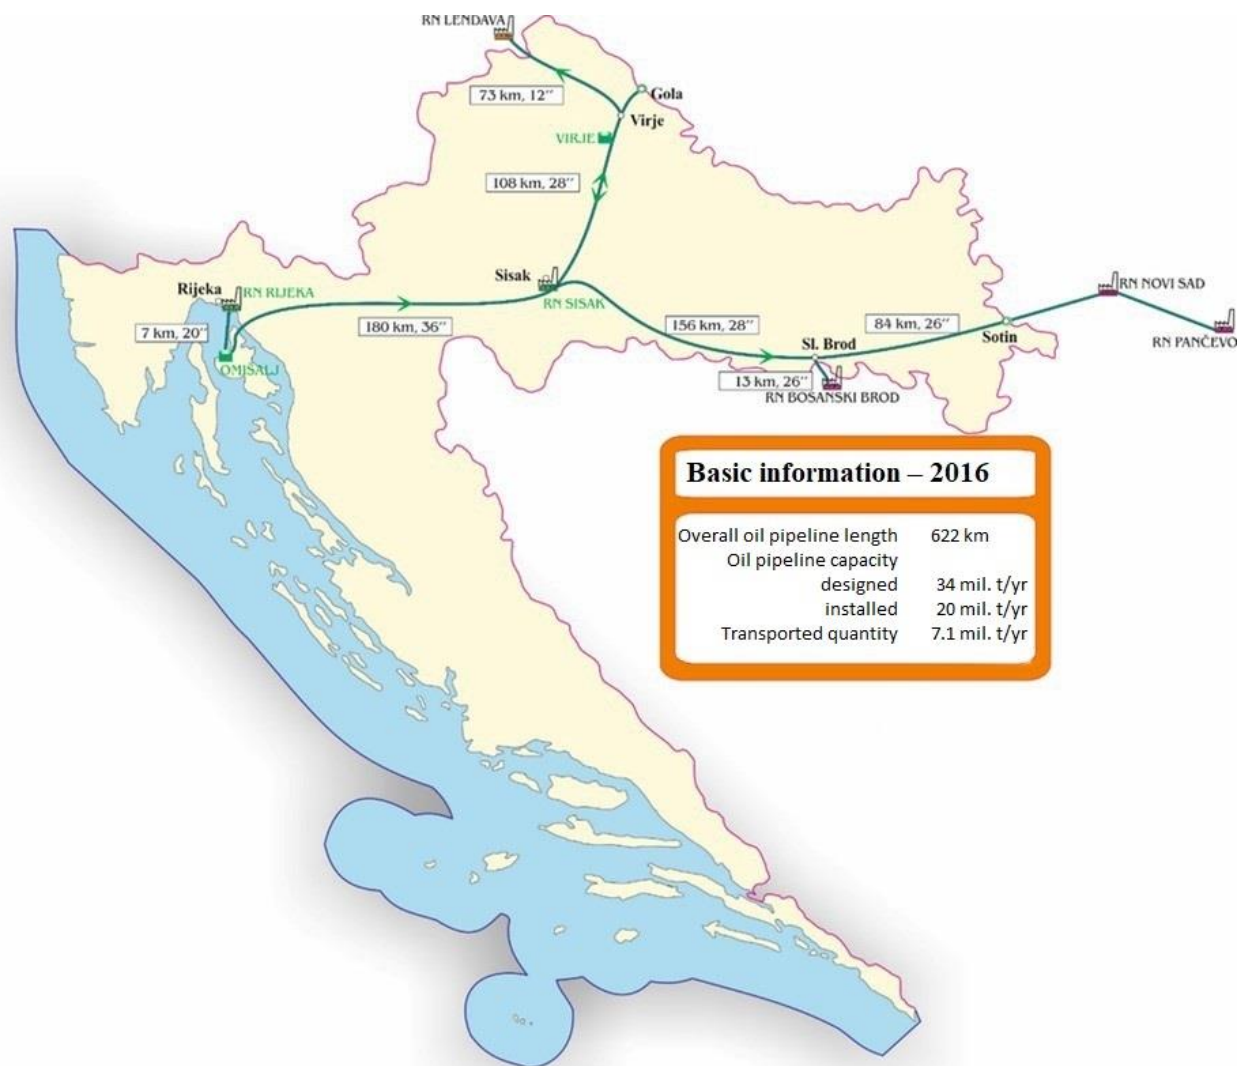 RN LENDAVA
73 km, 12’’
Gola
Virje
VIRJE
108 km, 28’’
Sisak
RN SISAK
Rijeka
RN RIJEKA
7 km, 20’’
OMIŠALJ
180 km, 36’’
156 km, 28’’
84 km, 26’’
RN NOVI SAD
Sotin
RN PANČEVO
Sl. Brod
13 km, 26’’
RN BOSANSKI BROD
Basic information – 2016
Overall oil pipeline length 622 km
Oil pipeline capacity
designed 34 mil. t/yr
installed 20 mil. t/yr
Transported quantity 7.1 mil. t/yr